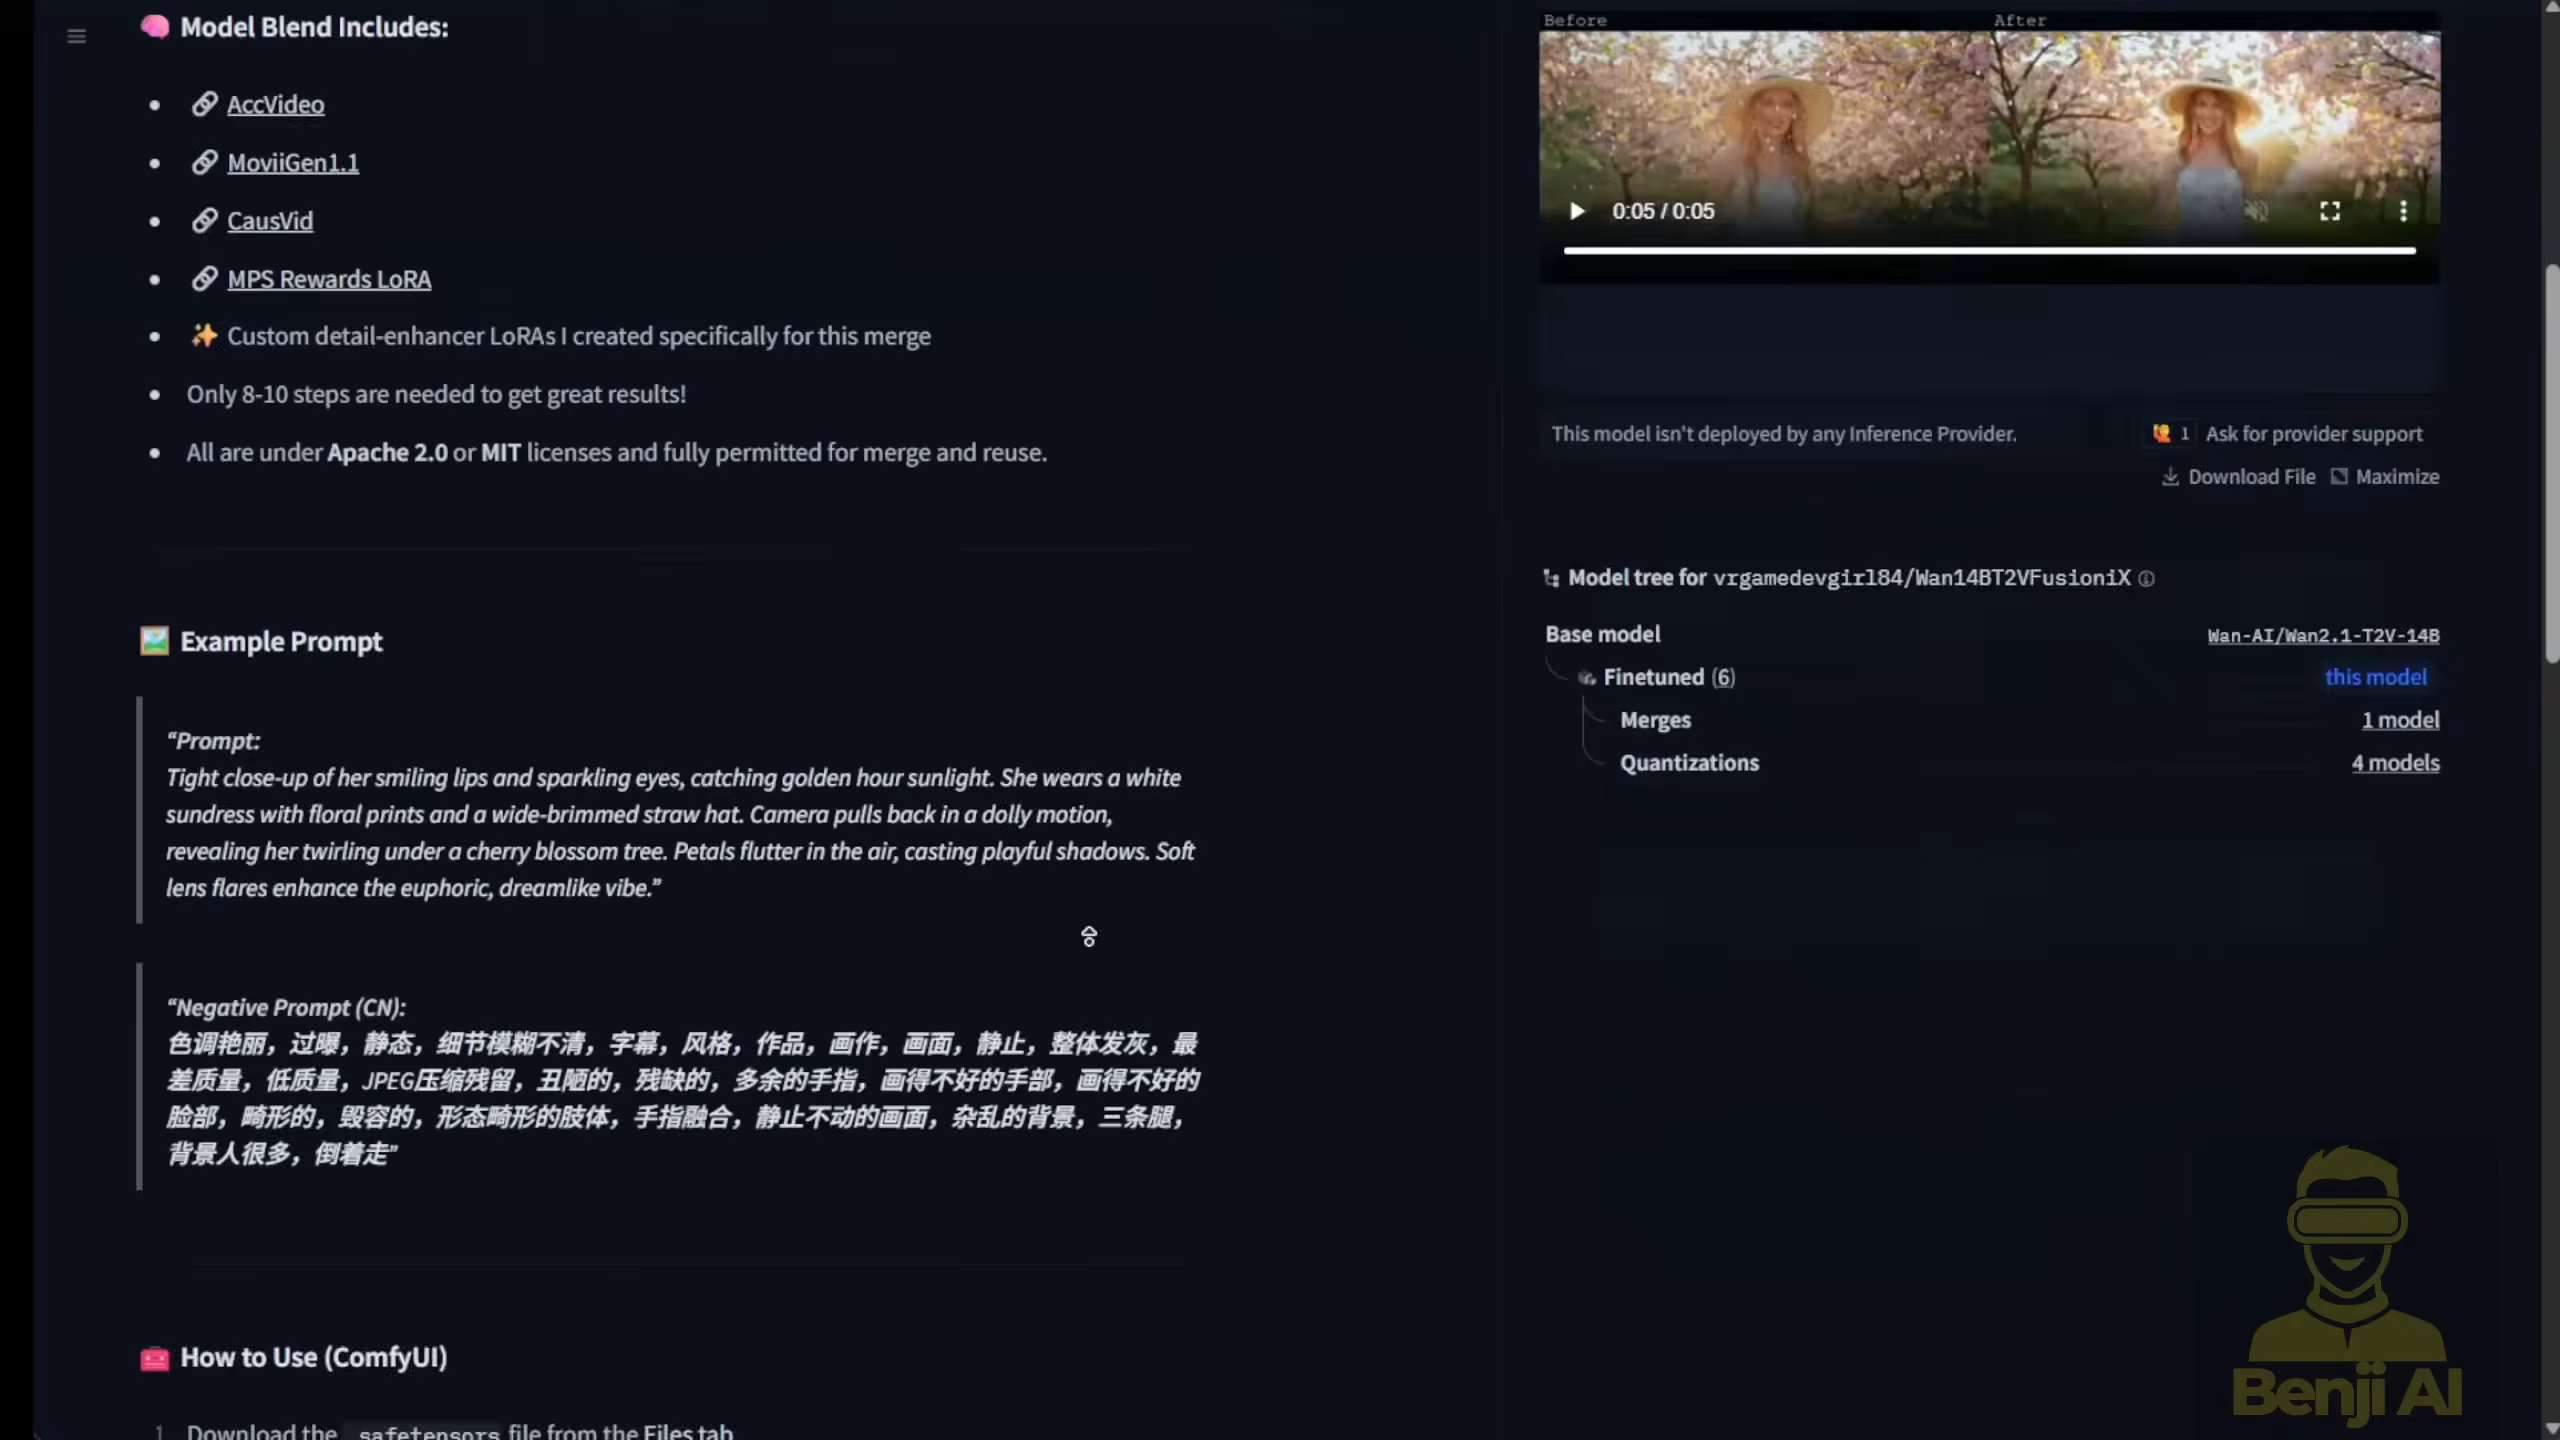 Model Blend Includes:
AccVideo
MoviiGen1.1
CausVid
MPS Rewards LoRA
Custom detail-enhancer LoRAs I created specifically for this merge
Only 8-10 steps are needed to get great results!
All are under Apache 2.0 or MIT licenses and fully permitted for merge and reuse.
Example Prompt
“Prompt:
Tight close-up of her smiling lips and sparkling eyes, catching golden hour sunlight. She wears a white
sundress with floral prints and a wide-brimmed straw hat. Camera pulls back in a dolly motion,
revealing her twirling under a cherry blossom tree. Petals flutter in the air, casting playful shadows. Soft
lens flares enhance the euphoric, dreamlike vibe.”
“Negative Prompt (CN):
色调艳丽，过曝，静态，细节模糊不清，字幕，风格，作品，画作，画面，静止，整体发灰，最
差质量，低质量，JPEG压缩残留，丑陋的，残缺的，多余的手指，画得不好的手部，画得不好的
脸部，畸形的，毁容的，形态畸形的肢体，手指融合，静止不动的画面，杂乱的背景，三条腿，
背景人很多，倒着走”
How to Use (ComfyUI)
1 Download the .safetensors file from the Files tab
Before After
0:05 / 0:05
This model isn't deployed by any Inference Provider.
1 Ask for provider support
Download File Maximize
Model tree for vrgamedevgirl84/Wan14BT2VFusioniX
Base model Wan-AI/Wan2.1-T2V-14B
Finetuned (6) this model
Merges 1 model
Quantizations 4 models
Benji AI